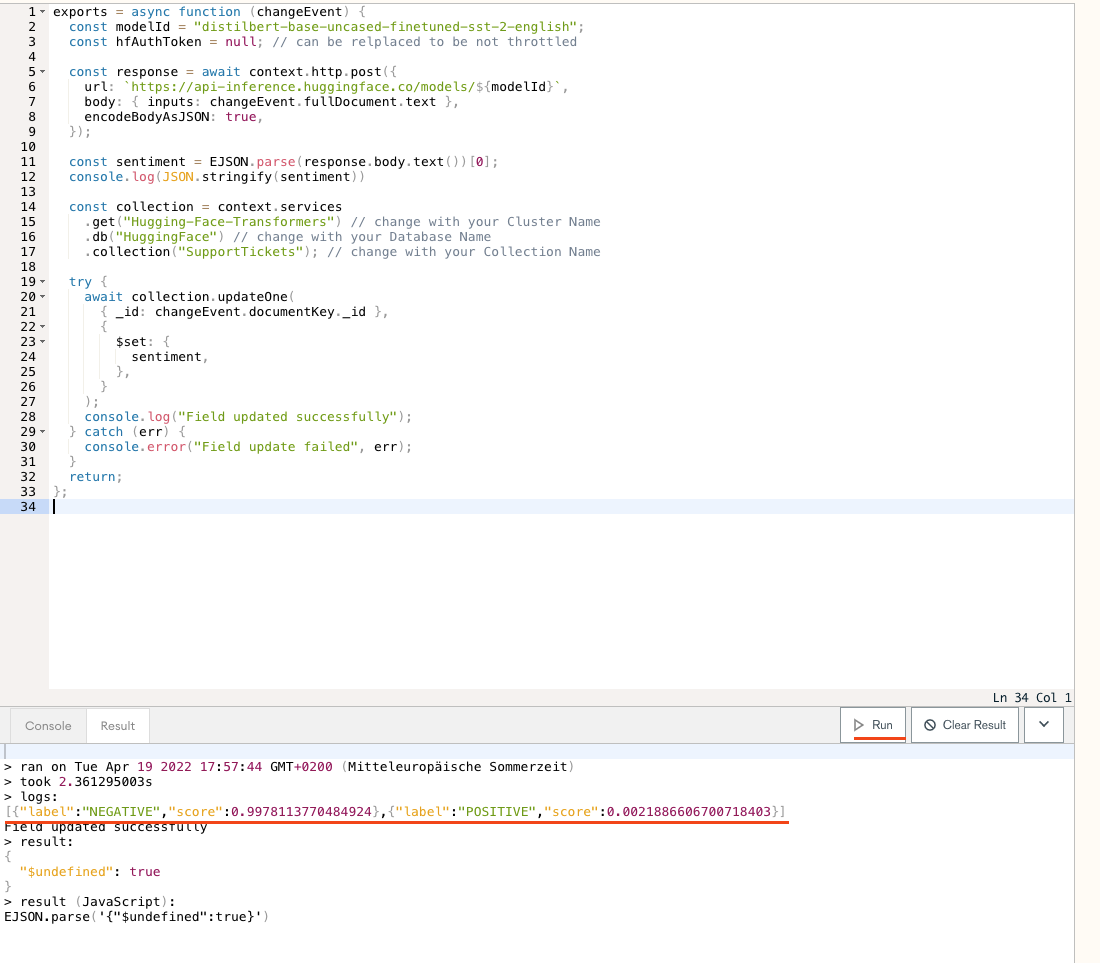 1 exports = async function (changeEvent) {
2 const modelId = "distilbert-base-uncased-finetuned-sst-2-english";
3 const hfAuthToken = null; // can be relplaced to be not throttled
4
5 const response = await context.http.post({
6 url: `https://api-inference.huggingface.co/models/${modelId}`,
7 body: { inputs: changeEvent.fullDocument.text },
8 encodeBodyAsJSON: true,
9 });
10
11 const sentiment = EJSON.parse(response.body.text())[0];
12 console.log(JSON.stringify(sentiment))
13
14 const collection = context.services
15 .get("Hugging-Face-Transformers") // change with your Cluster Name
16 .db("HuggingFace") // change with your Database Name
17 .collection("SupportTickets"); // change with your Collection Name
18
19 try {
20 await collection.updateOne(
21 { _id: changeEvent.documentKey._id },
22 {
23 $set: {
24 sentiment,
25 },
26 }
27 );
28 console.log("Field updated successfully");
29 } catch (err) {
30 console.error("Field update failed", err);
31 }
32 return;
33 };
34
Ln 34 Col 1
Console Result Run Clear Result
> ran on Tue Apr 19 2022 17:57:44 GMT+0200 (Mitteleuropäische Sommerzeit)
> took 2.361295003s
> logs:
[{"label":"NEGATIVE","score":0.9978113770484924},{"label":"POSITIVE","score":0.0021886606700718403}]
Field updated successfully
> result:
{
"$undefined": true
}
> result (JavaScript):
EJSON.parse('{"$undefined":true}')